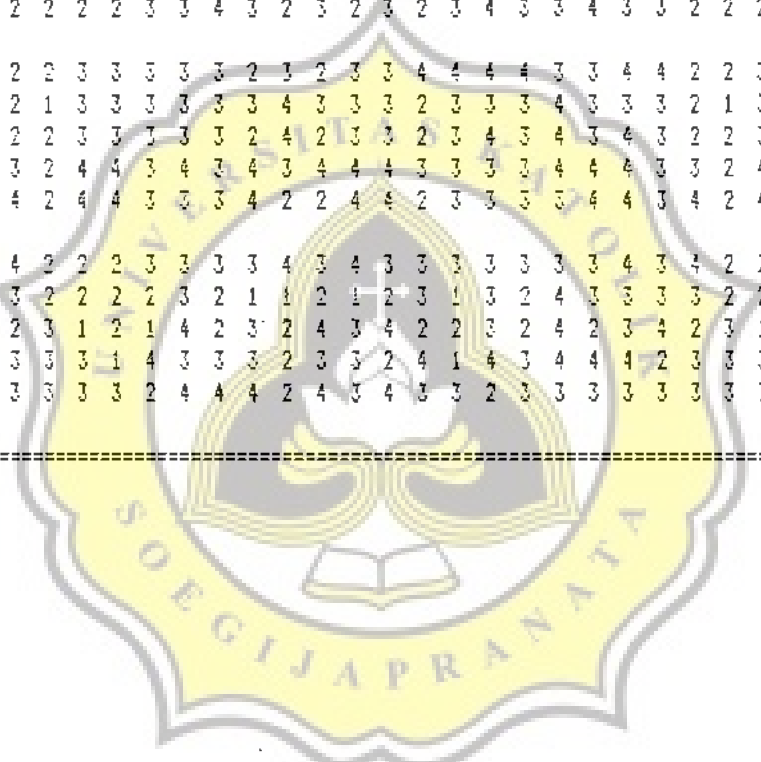 2 2 2 2 3 3 4 3 2 3 2 3 2 3 4 3 3 4 3 3 2 2 2
2 2 3 3 3 3 3 2 3 2 3 3 4 4 4 4 3 3 4 4 2 2 3
2 1 3 3 3 3 3 3 4 3 3 3 2 3 3 3 4 3 3 3 2 1 3
2 2 3 3 3 3 3 2 4 2 3 3 2 3 4 3 4 3 4 3 2 2 3
3 2 4 4 3 4 3 4 3 4 4 4 3 3 3 3 4 4 4 3 3 2 4
4 2 4 4 3 3 3 4 2 2 4 4 2 3 3 3 3 4 4 3 4 2 4
4 2 2 2 3 3 3 3 4 3 4 3 3 3 3 3 3 3 4 3 4 2
3 2 2 2 2 3 2 1 1 2 1 2 3 1 3 2 4 3 3 3 3 2 2
2 3 1 2 1 4 2 3 2 4 3 4 2 2 3 2 4 2 3 4 2 3
3 3 3 1 4 3 3 3 2 3 3 2 4 1 4 3 4 4 4 2 3 3 3
3 3 3 3 2 4 4 4 2 4 3 4 3 3 2 3 3 3 3 3 3 3
UNIVERSITAS KATOLIK
SOEGIJAPRANATA